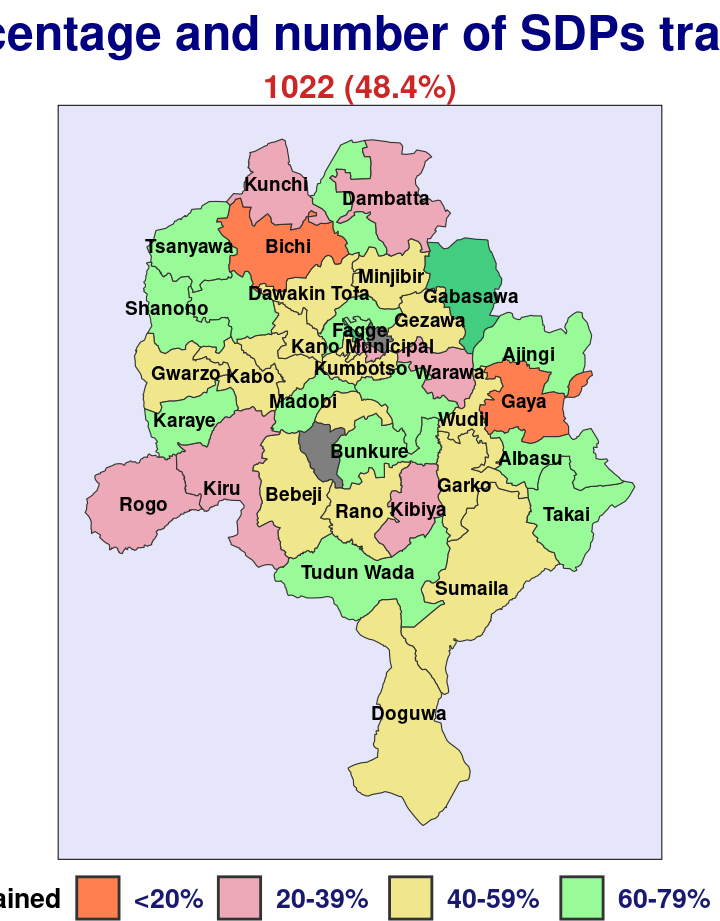 centage and number of SDPs tra
1022 (48.4%)
Kunchi
Dambatta
Tsanyawa
Bichi
Minjibir
Dawakin Tofa
Gabasawa
Shanono
Gezawa
Fagge
Kano Municipal
Ajingi
Kumbotso
Warawa
Gwarzo
Kabo
Madobi
Gaya
Karaye
Wudil
Bunkure
Albasu
Kiru
Bebeji
Garko
Rogo
Rano
Kibiya
Takai
Tudun Wada
Sumaila
Doguwa
ained <20% 20-39% 40-59% 60-79%